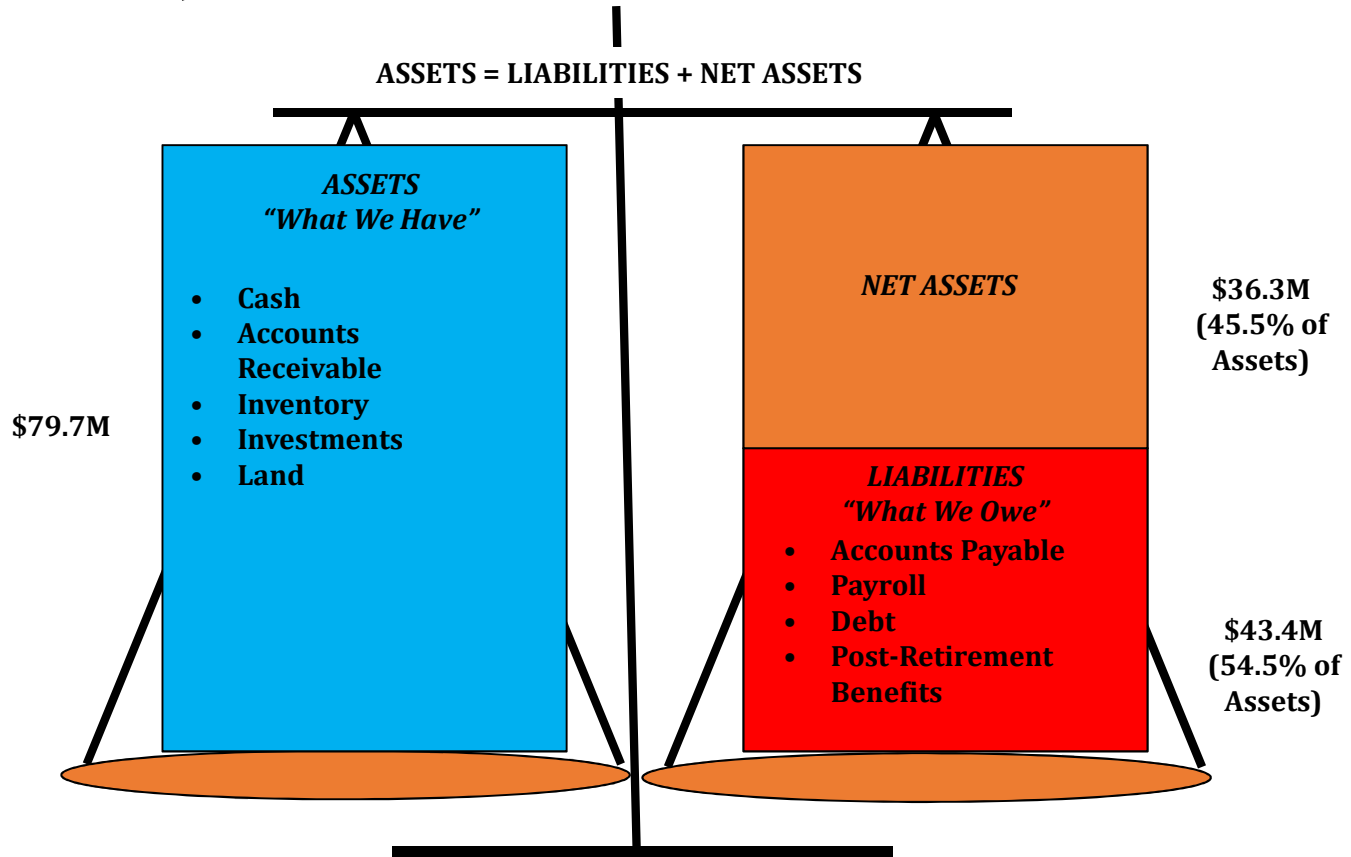 ASSETS = LIABILITIES + NET ASSETS
ASSETS
“What We Have”
• Cash
• Accounts
Receivable
• Inventory
• Investments
• Land
$79.7M
NET ASSETS
$36.3M
(45.5% of
Assets)
LIABILITIES
“What We Owe”
• Accounts Payable
• Payroll
• Debt
• Post-Retirement
Benefits
$43.4M
(54.5% of
Assets)